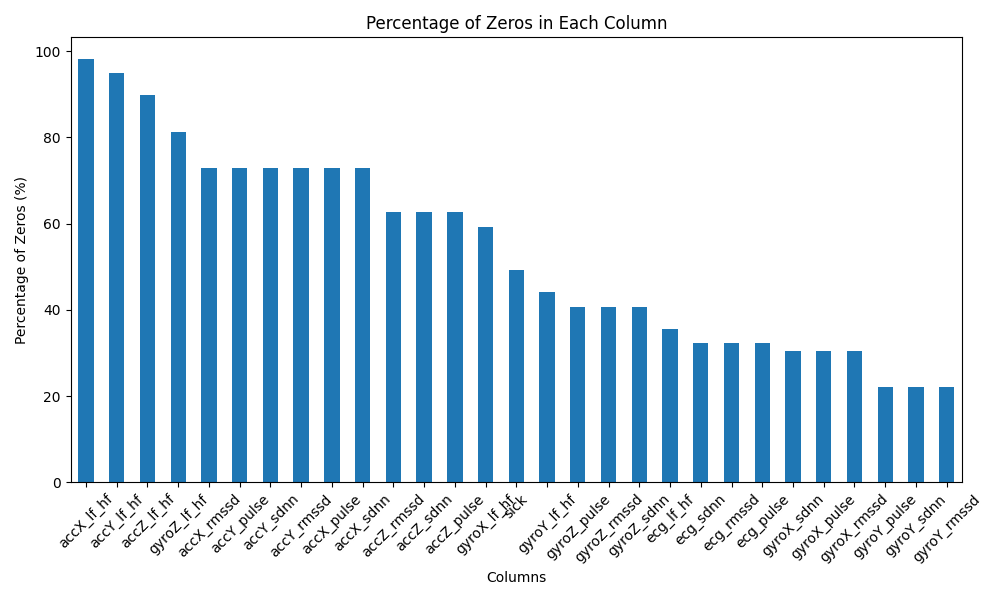 Percentage of Zeros in Each Column
Percentage of Zeros (%)
100
80
60
40
20
0
accX_lf_hf
accY_lf_hf
accZ_lf_hf
gyroZ_lf_hf
accX_rmssd
accY_pulse
accY_sdnn
accY_rmssd
accX_pulse
accX_sdnn
accZ_rmssd
accZ_sdnn
accZ_pulse
gyroX_lf_hf
sick
gyroY_lf_hf
gyroZ_pulse
gyroZ_rmssd
gyroZ_sdnn
ecg_lf_hf
ecg_sdnn
ecg_rmssd
ecg_pulse
gyroX_sdnn
gyroX_pulse
gyroX_rmssd
gyroY_pulse
gyroY_sdnn
gyroY_rmssd
Columns